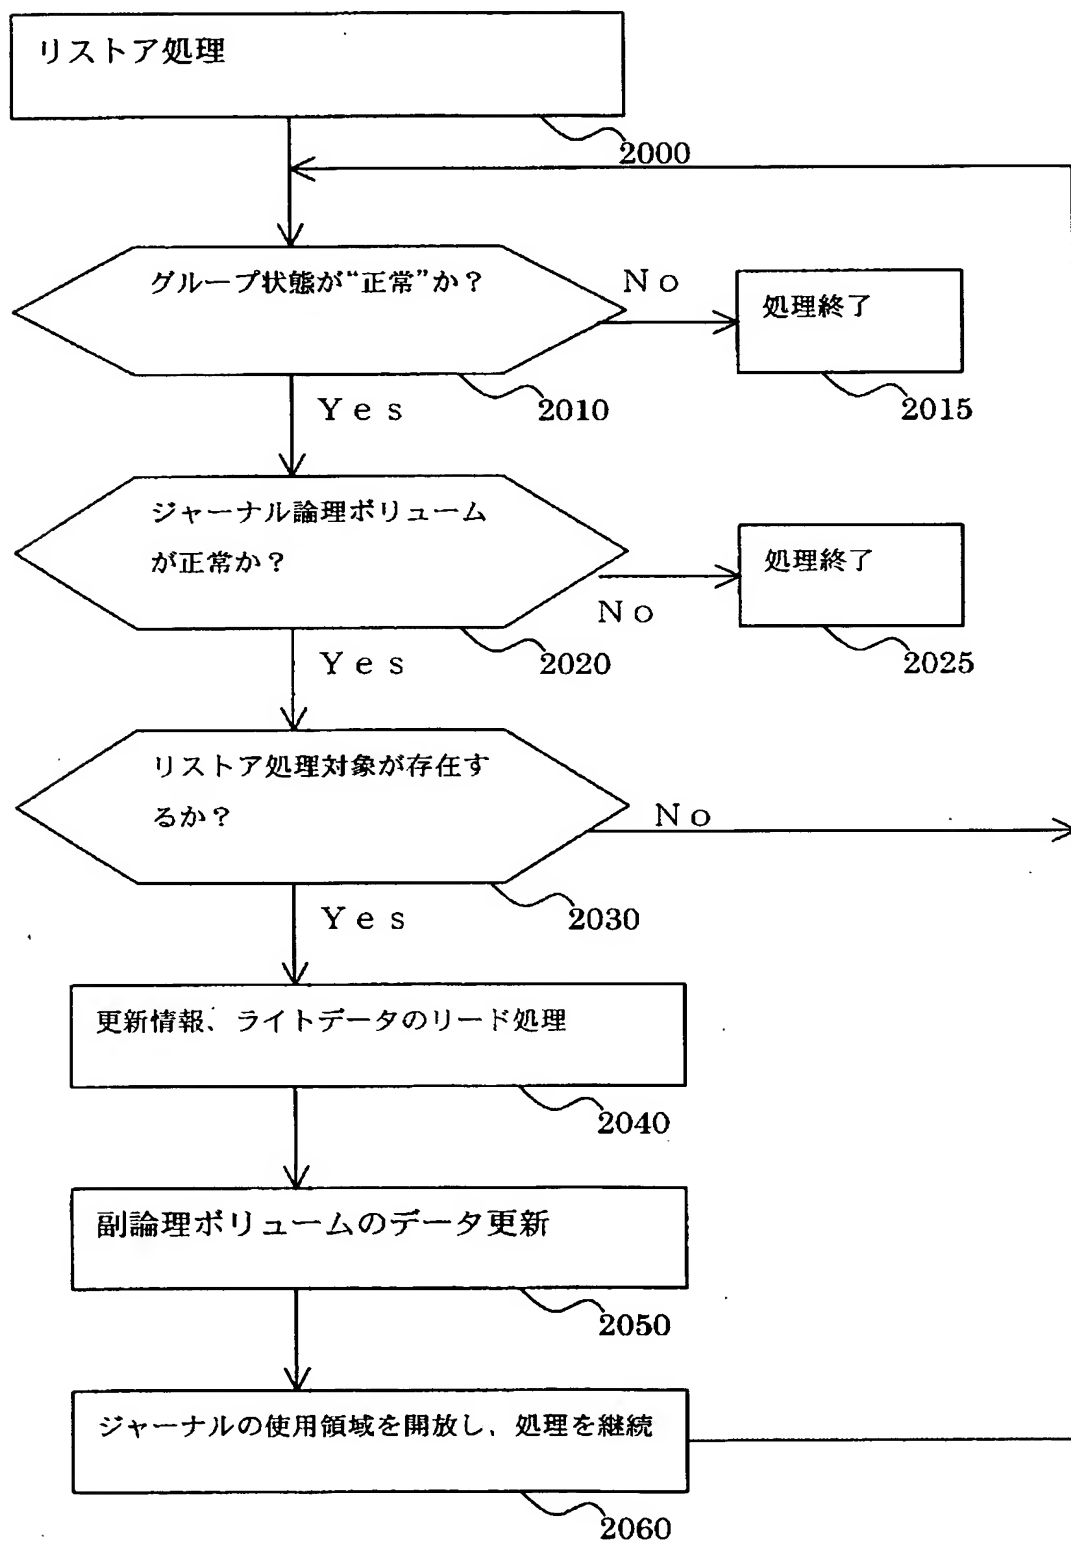 リストア処理
2000
グループ状態が“正常”か？
No
処理終了
2010
2015
Yes
ジャーナル論理ボリューム
が正常か？
No
処理終了
2020
2025
Yes
リストア処理対象が存在す
るか？
No
2030
Yes
更新情報、ライトデータのリード処理
2040
副論理ボリュームのデータ更新
2050
ジャーナルの使用領域を開放し、処理を継続
2060